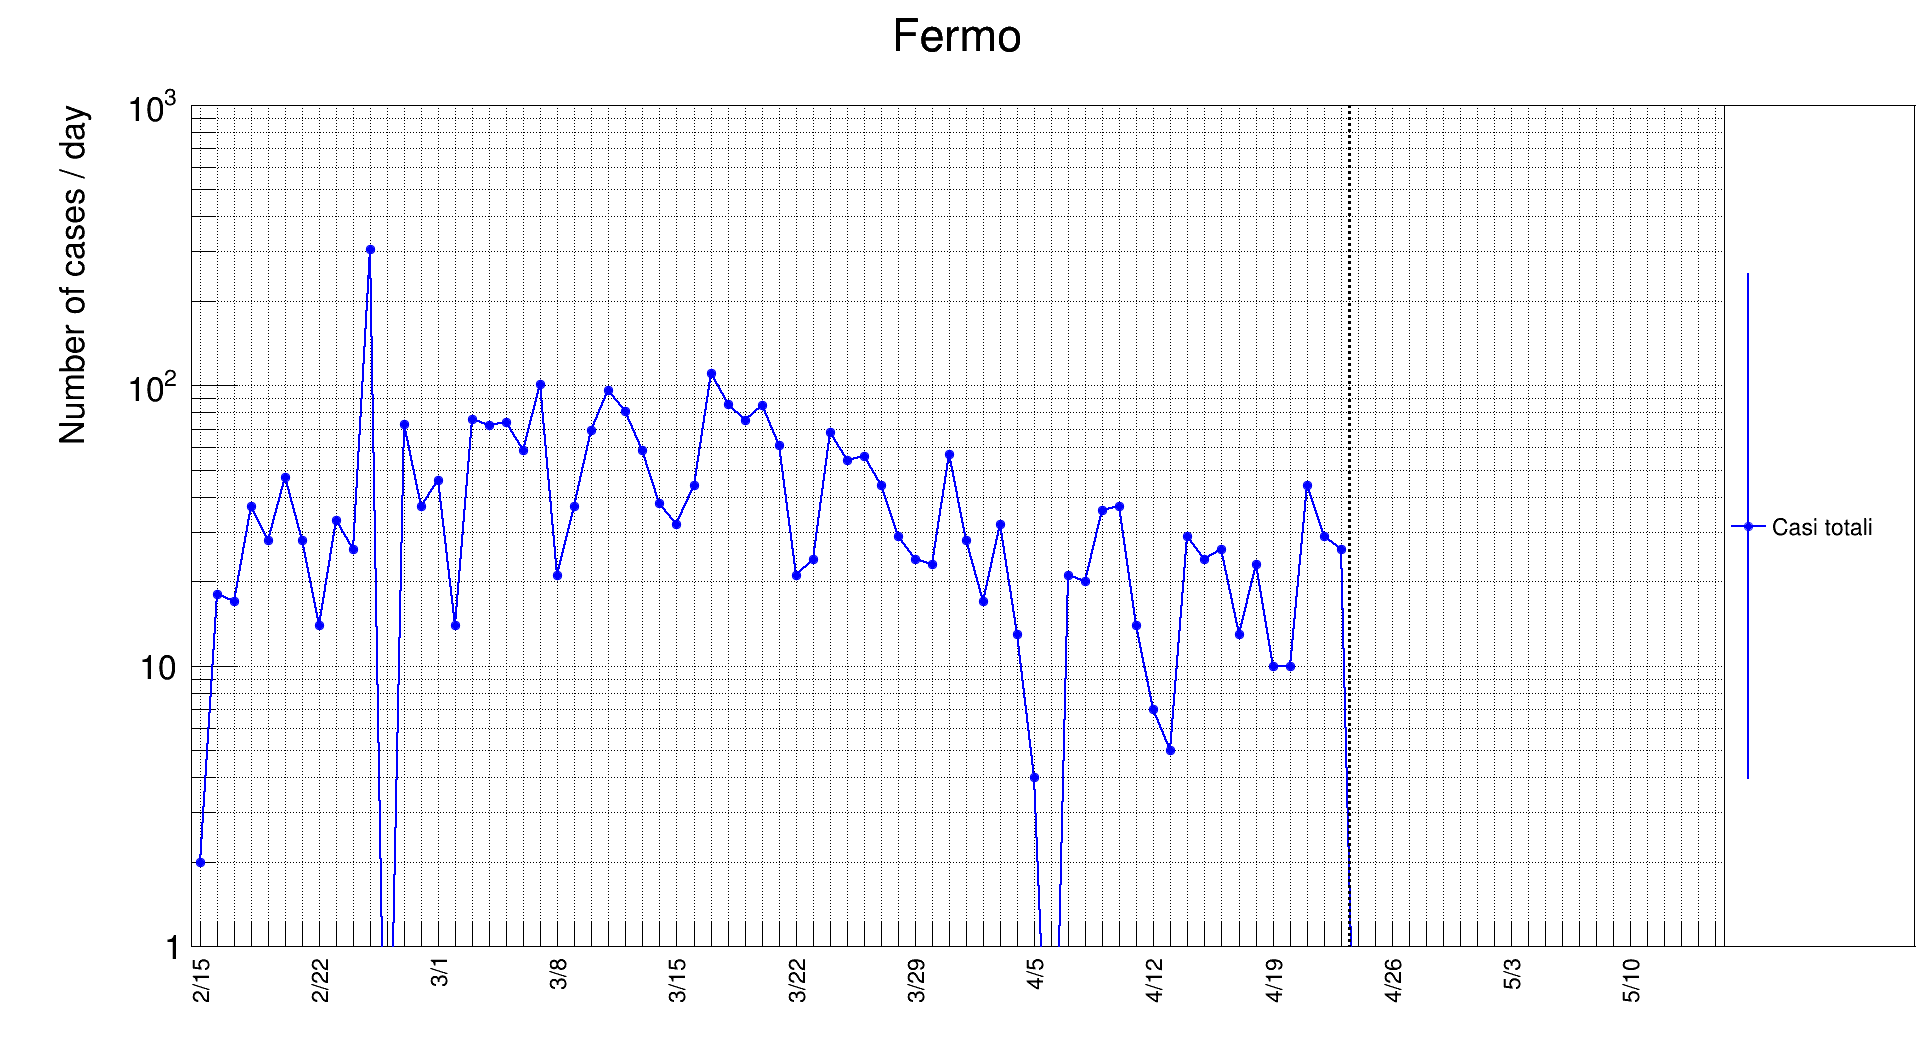 Fermo
Number of cases / day
10³
10²
10
1
2/15 2/22 3/1 3/8 3/15 3/22 3/29 4/5 4/12 4/19 4/26 5/3 5/10
Casi totali